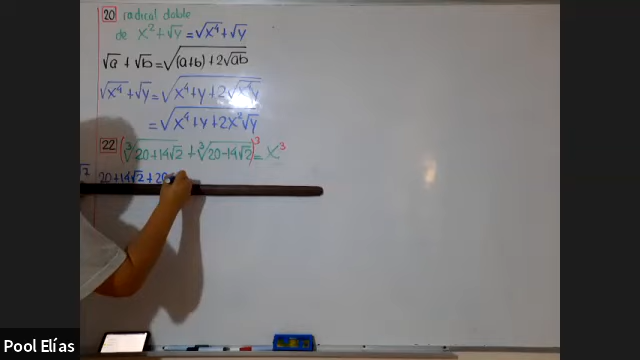 20 radical doble
de x²+√y=√x⁴+√y
√a+√b=√(a+b)+2√ab
√x⁴+√y=√x⁴+y+2√x⁴y
=√x⁴+y+2x²√y
22 (∛20+14√2+∛20-14√2)³=x³
20+14√2+20
Pool Elías